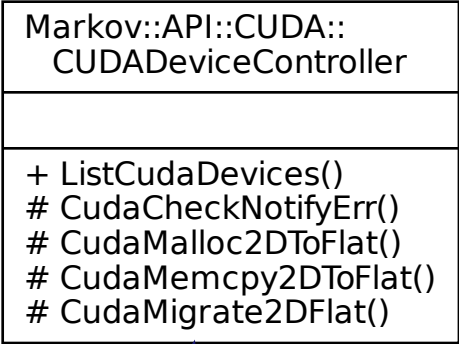 Markov::API::CUDA::
CUDADeviceController
+ ListCudaDevices()
# CudaCheckNotifyErr()
# CudaMalloc2DToFlat()
# CudaMemcpy2DToFlat()
# CudaMigrate2DFlat()